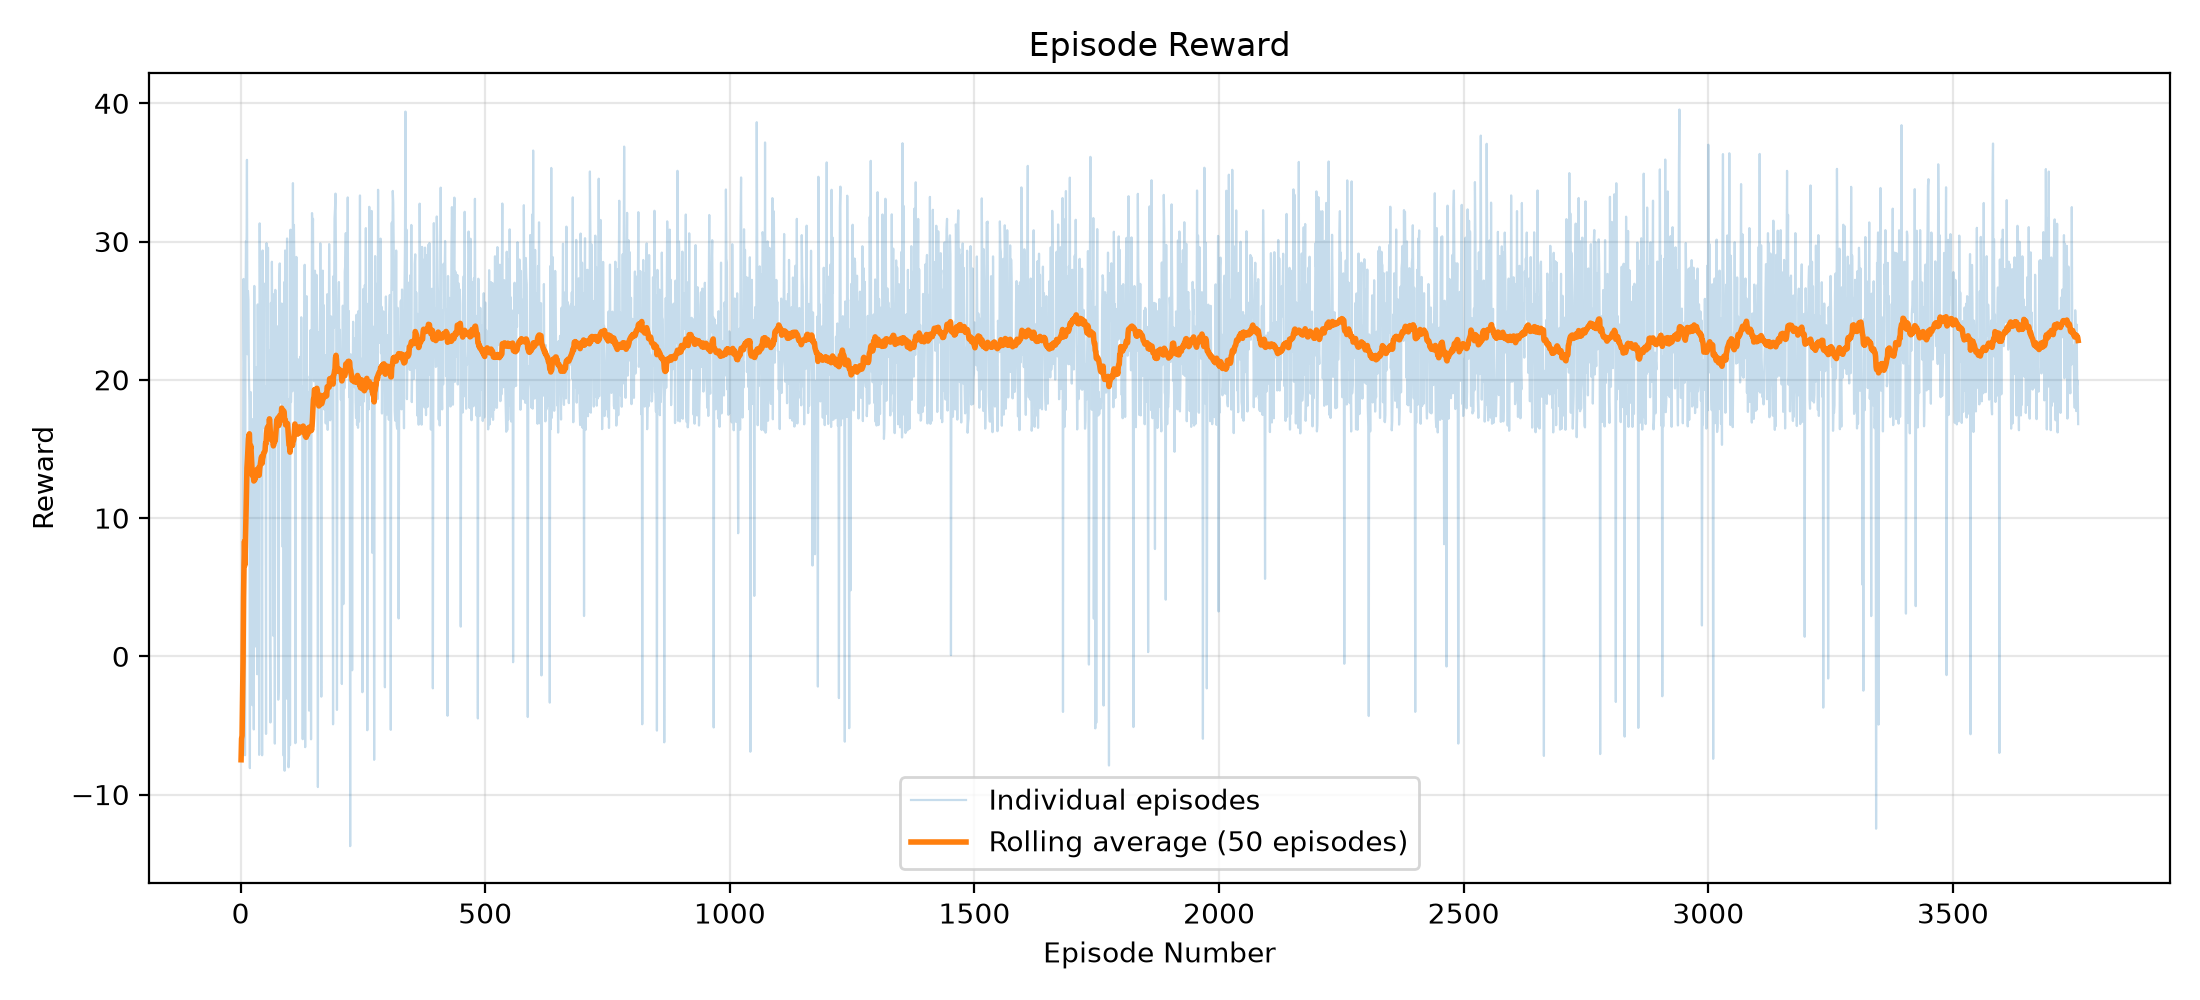 Episode Reward
40
30
20
10
0
−10
Reward
0 500 1000 1500 2000 2500 3000 3500
Episode Number
Individual episodes
Rolling average (50 episodes)